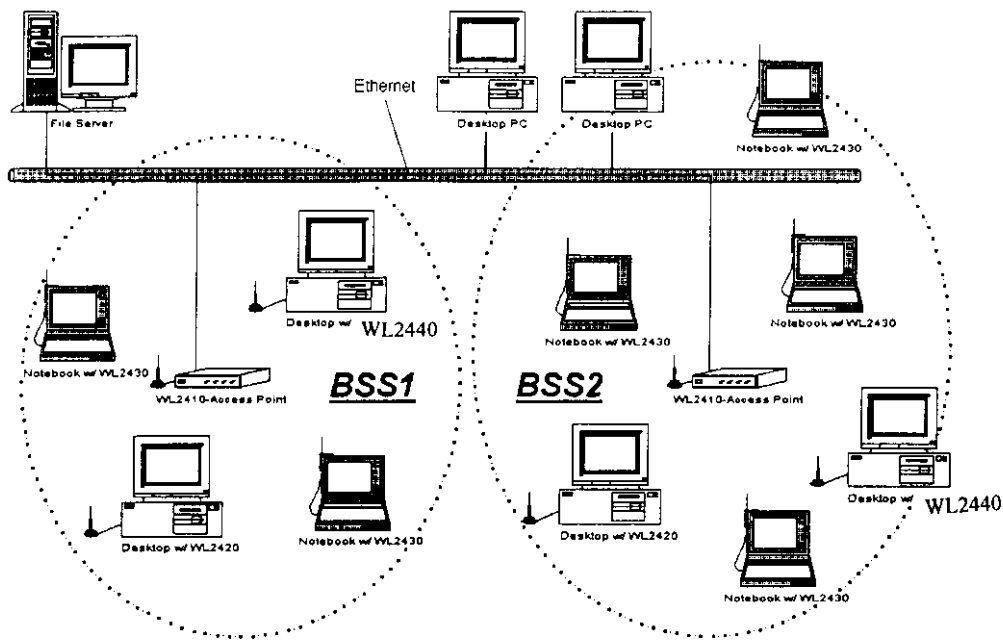 Ethernet
File Server
Desktop PC
Desktop PC
Notebook w/ WL2430
Desktop w/ WL2440
Notebook w/ WL2430
Notebook w/ WL2430
Notebook w/ WL2430
WL2410-Access Point
BSS1
BSS2
WL2410-Access Point
Desktop w/ WL2440
Desktop w/ WL2420
Notebook w/ WL2430
Desktop w/ WL2420
Notebook w/ WL2430